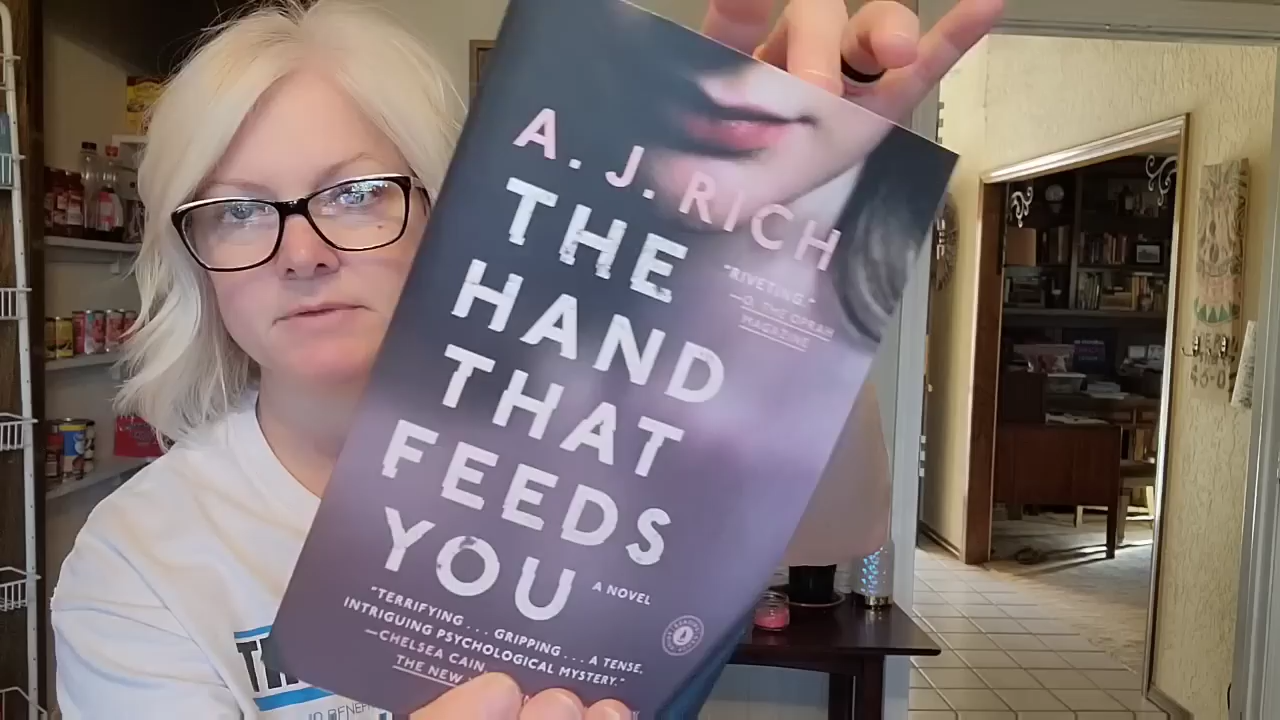 A. J. RICH
THE
HAND
THAT
FEEDS
YOU
"RIVETING."
—O, THE OPRAH
MAGAZINE
A NOVEL
"TERRIFYING . . . GRIPPING . . . A TENSE,
INTRIGUING PSYCHOLOGICAL MYSTERY."
—CHELSEA CAIN,
THE NEW